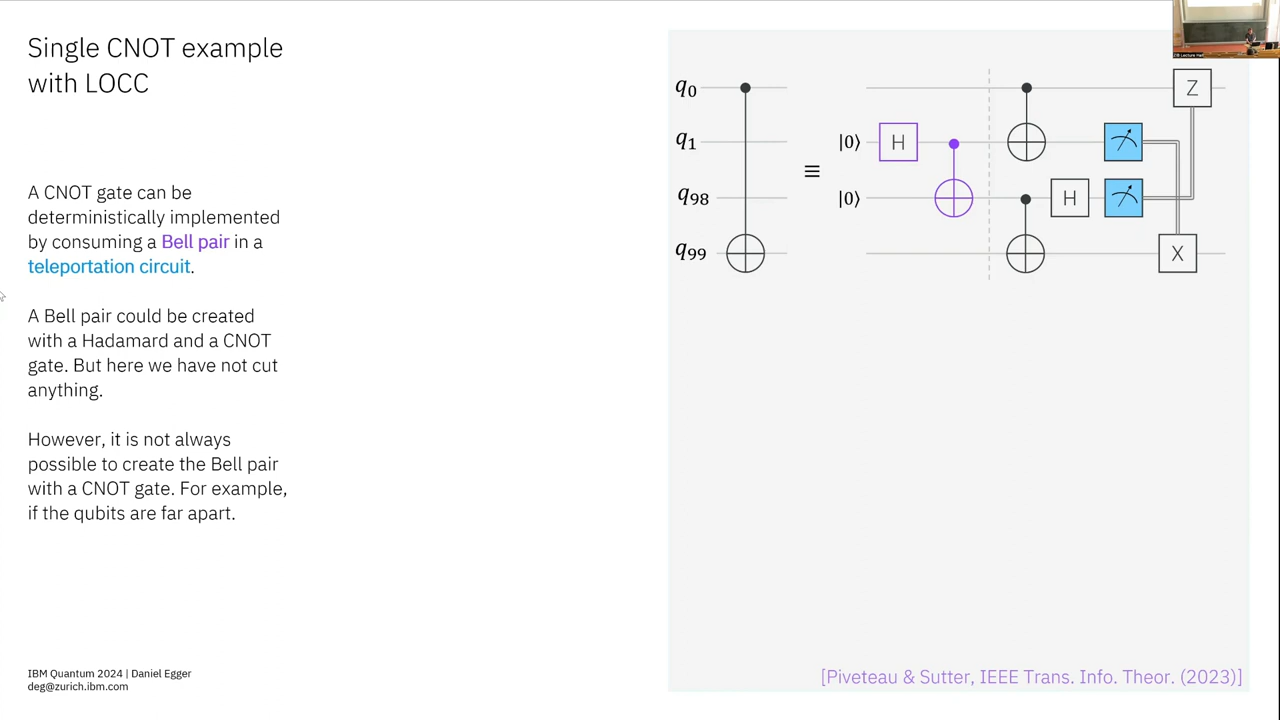 Single CNOT example
with LOCC
A CNOT gate can be
deterministically implemented
by consuming a Bell pair in a
teleportation circuit.
A Bell pair could be created
with a Hadamard and a CNOT
gate. But here we have not cut
anything.
However, it is not always
possible to create the Bell pair
with a CNOT gate. For example,
if the qubits are far apart.
q₀
q₁
q₉₈
q₉₉
≡
|0⟩ H
|0⟩ H
Z
X
[Piveteau & Sutter, IEEE Trans. Info. Theor. (2023)]
IBM Quantum 2024 | Daniel Egger
deg@zurich.ibm.com